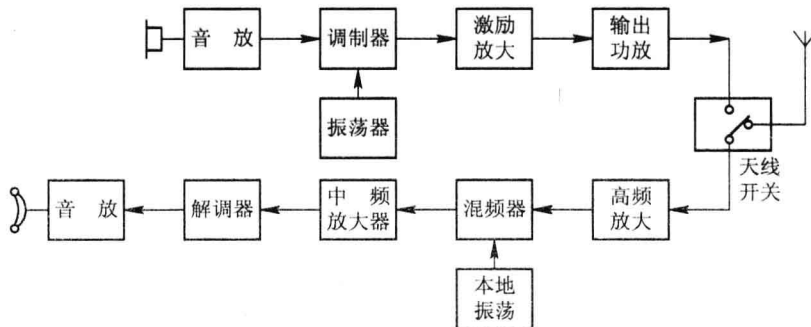 音放
调制器
激励
放大
输出
功放
振荡器
天线
开关
音放
解调器
中频
放大器
混频器
高频
放大
本地
振荡